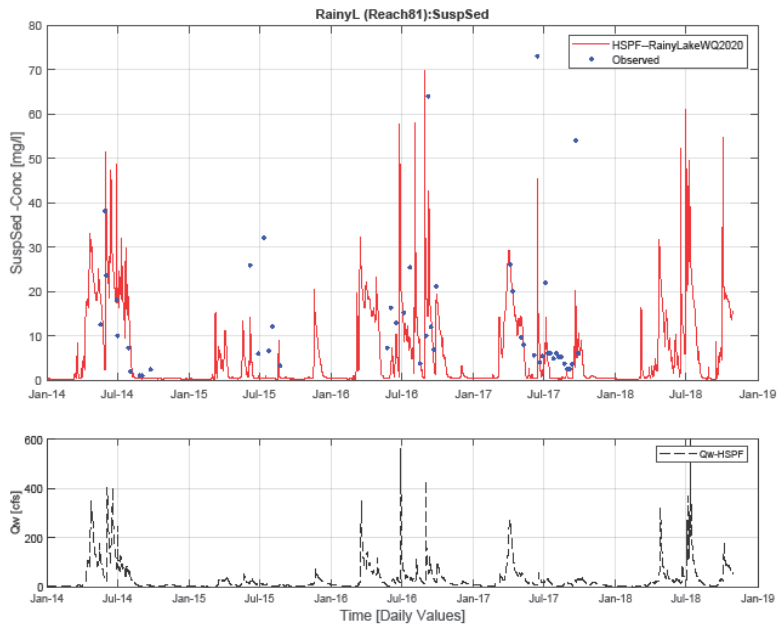 RainyL (Reach81):SuspSed
80
70
60
50
40
30
20
10
0
SuspSed -Conc [mg/l]
HSPF--RainyLakeWQ2020
Observed
Jan-14 Jul-14 Jan-15 Jul-15 Jan-16 Jul-16 Jan-17 Jul-17 Jan-18 Jul-18 Jan-19
600
400
200
0
Qw [cfs]
Qw-HSPF
Jan-14 Jul-14 Jan-15 Jul-15 Jan-16 Jul-16 Jan-17 Jul-17 Jan-18 Jul-18 Jan-19
Time [Daily Values]